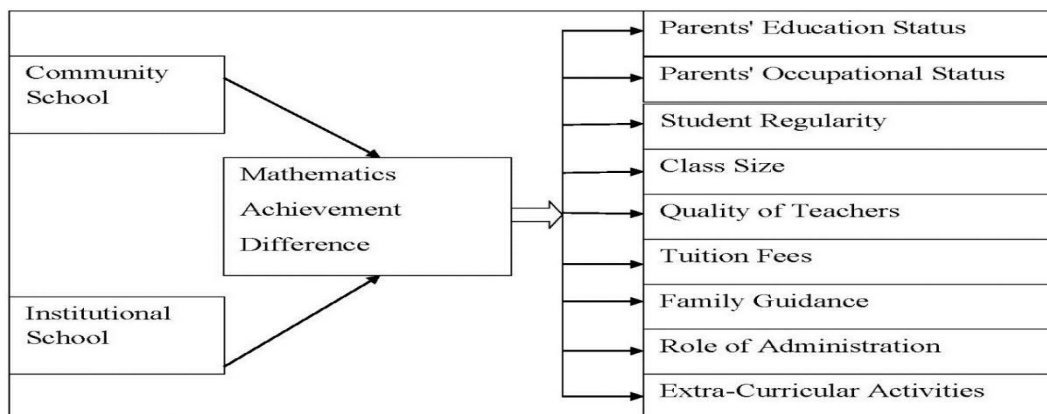 Community
School
Institutional
School
Mathematics
Achievement
Difference
Parents' Education Status
Parents' Occupational Status
Student Regularity
Class Size
Quality of Teachers
Tuition Fees
Family Guidance
Role of Administration
Extra-Curricular Activities